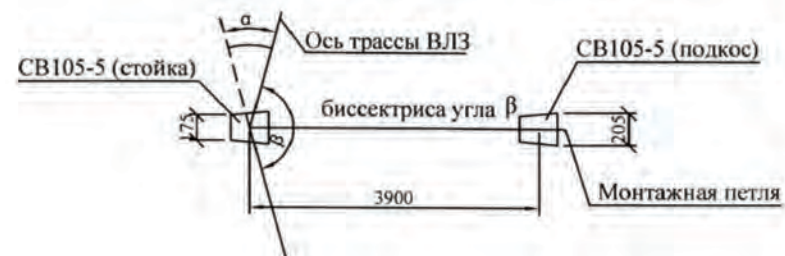 α
Ось трассы ВЛЗ
СВ105-5 (подкос)
СВ105-5 (стойка)
биссектриса угла β
175
β
205
Монтажная петля
3900